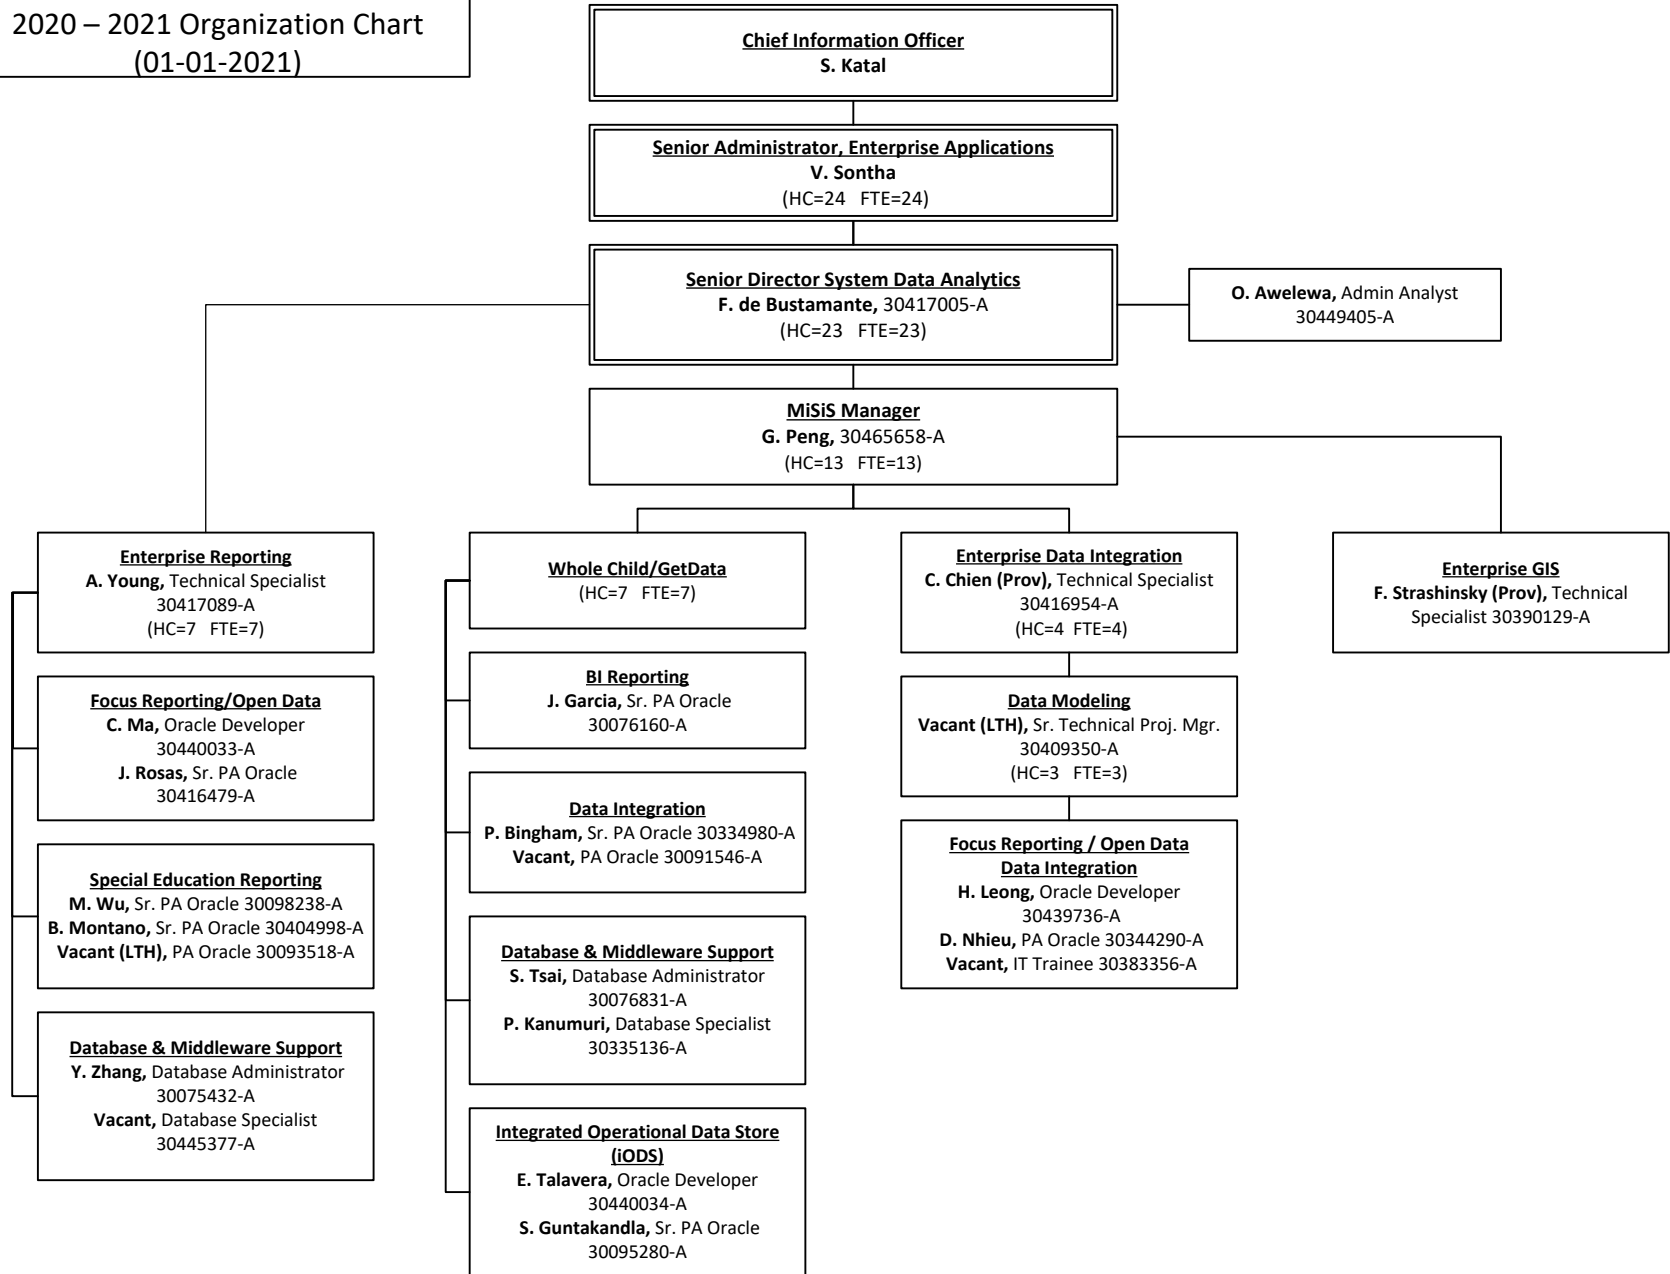 2020 – 2021 Organization Chart
(01-01-2021)
Chief Information Officer
S. Katal
Senior Administrator, Enterprise Applications
V. Sontha
(HC=24 FTE=24)
Senior Director System Data Analytics
F. de Bustamante, 30417005-A
(HC=23 FTE=23)
O. Awelewa, Admin Analyst
30449405-A
MiSiS Manager
G. Peng, 30465658-A
(HC=13 FTE=13)
Enterprise Reporting
A. Young, Technical Specialist
30417089-A
(HC=7 FTE=7)
Focus Reporting/Open Data
C. Ma, Oracle Developer
30440033-A
J. Rosas, Sr. PA Oracle
30416479-A
Special Education Reporting
M. Wu, Sr. PA Oracle 30098238-A
B. Montano, Sr. PA Oracle 30404998-A
Vacant (LTH), PA Oracle 30093518-A
Database & Middleware Support
Y. Zhang, Database Administrator
30075432-A
Vacant, Database Specialist
30445377-A
Whole Child/GetData
(HC=7 FTE=7)
BI Reporting
J. Garcia, Sr. PA Oracle
30076160-A
Data Integration
P. Bingham, Sr. PA Oracle 30334980-A
Vacant, PA Oracle 30091546-A
Database & Middleware Support
S. Tsai, Database Administrator
30076831-A
P. Kanumuri, Database Specialist
30335136-A
Integrated Operational Data Store
(iODS)
E. Talavera, Oracle Developer
30440034-A
S. Guntakandla, Sr. PA Oracle
30095280-A
Enterprise Data Integration
C. Chien (Prov), Technical Specialist
30416954-A
(HC=4 FTE=4)
Data Modeling
Vacant (LTH), Sr. Technical Proj. Mgr.
30409350-A
(HC=3 FTE=3)
Focus Reporting / Open Data
Data Integration
H. Leong, Oracle Developer
30439736-A
D. Nhieu, PA Oracle 30344290-A
Vacant, IT Trainee 30383356-A
Enterprise GIS
F. Strashinsky (Prov), Technical
Specialist 30390129-A